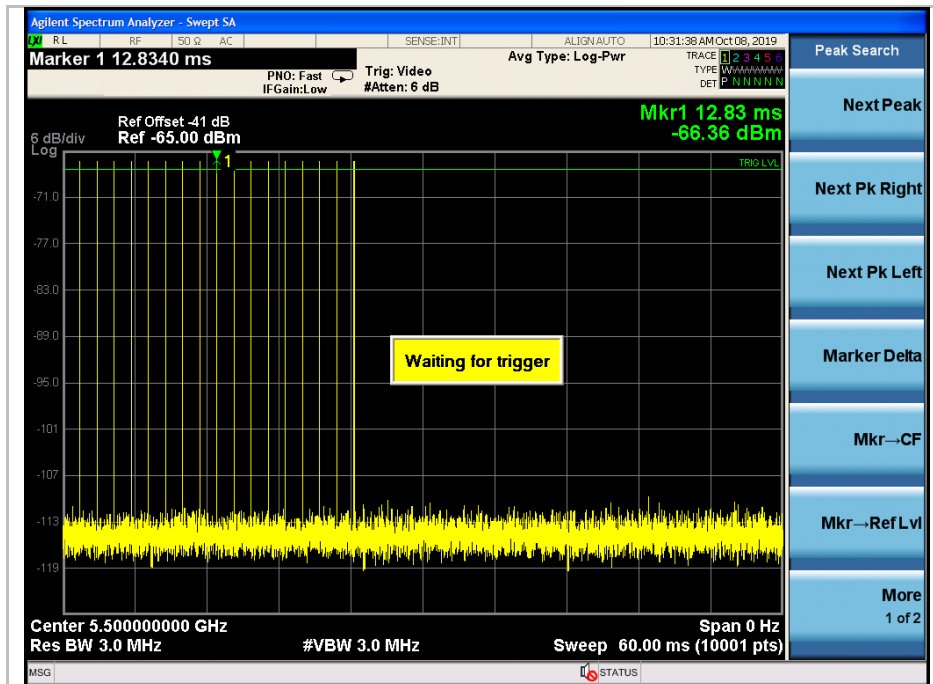 Agilent Spectrum Analyzer - Swept SA
LXI RL RF 50 Ω AC SENSE:INT ALIGN AUTO 10:31:38 AM Oct 08, 2019
Marker 1 12.8340 ms
PNO: Fast
IFGain:Low
Trig: Video
#Atten: 6 dB
Avg Type: Log-Pwr
TRACE 1 2 3 4 5 6
TYPE WWWWWW
DET P N N N N N
Peak Search
Next Peak
Next Pk Right
Next Pk Left
Marker Delta
Mkr→CF
Mkr→Ref Lvl
More
1 of 2
Mkr1 12.83 ms
-66.36 dBm
Ref Offset -41 dB
6 dB/div Ref -65.00 dBm
Log
1
TRIG LVL
-71.0
-77.0
-83.0
-89.0
Waiting for trigger
-95.0
-101
-107
-113
-119
Center 5.500000000 GHz Span 0 Hz
Res BW 3.0 MHz #VBW 3.0 MHz Sweep 60.00 ms (10001 pts)
MSG STATUS